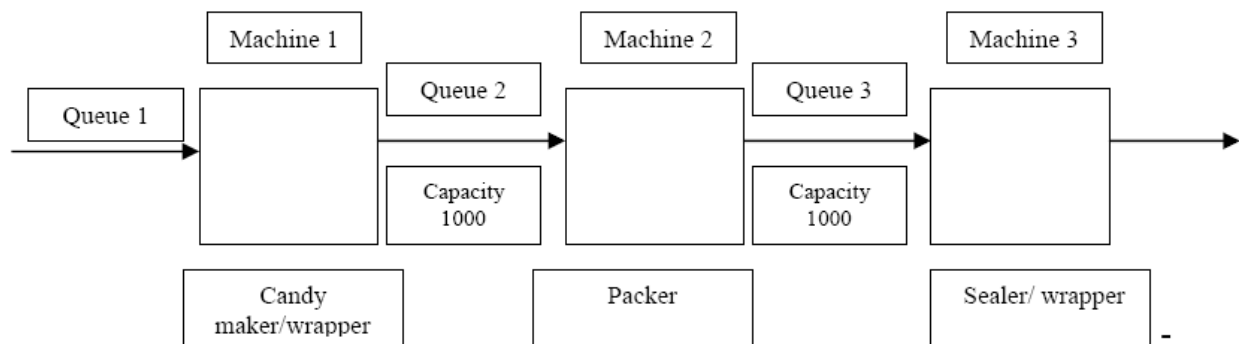 Machine 1
Machine 2
Machine 3
Queue 1
Queue 2
Queue 3
Capacity
1000
Capacity
1000
Candy
maker/wrapper
Packer
Sealer/ wrapper
-